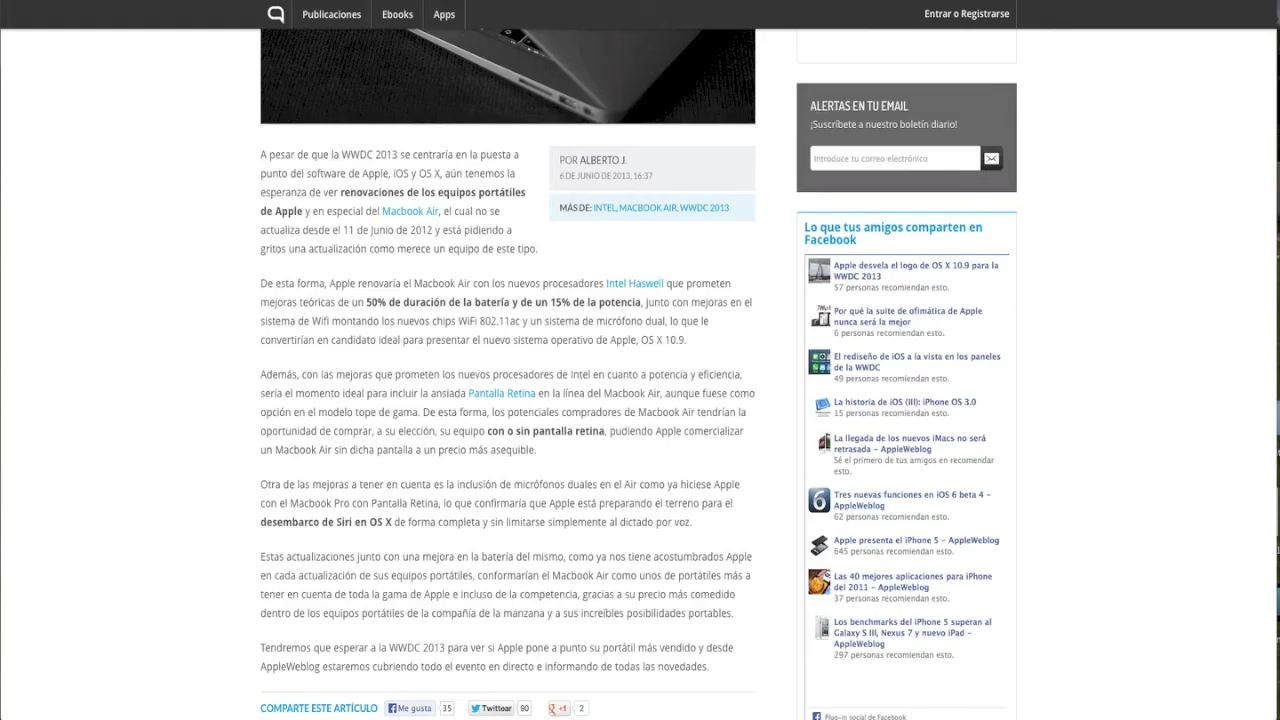 Publicaciones
Ebooks
Apps
Entrar o Registrarse
A pesar de que la WWDC 2013 se centraría en la puesta a
punto del software de Apple, iOS y OS X, aún tenemos la
esperanza de ver renovaciones de los equipos portátiles
de Apple y en especial del Macbook Air, el cual no se
actualiza desde el 11 de Junio de 2012 y está pidiendo a
gritos una actualización como merece un equipo de este tipo.
POR ALBERTO J.
6 DE JUNIO DE 2013, 16:37
MÁS DE: INTEL, MACBOOK AIR, WWDC 2013
De esta forma, Apple renovaría el Macbook Air con los nuevos procesadores Intel Haswell que prometen
mejoras teóricas de un 50% de duración de la batería y de un 15% de la potencia, junto con mejoras en el
sistema de Wifi montando los nuevos chips WiFi 802.11ac y un sistema de micrófono dual, lo que le
convertirían en candidato ideal para presentar el nuevo sistema operativo de Apple, OS X 10.9.
Además, con las mejoras que prometen los nuevos procesadores de Intel en cuanto a potencia y eficiencia,
sería el momento ideal para incluir la ansiada Pantalla Retina en la línea del Macbook Air, aunque fuese como
opción en el modelo tope de gama. De esta forma, los potenciales compradores de Macbook Air tendrían la
oportunidad de comprar, a su elección, su equipo con o sin pantalla retina, pudiendo Apple comercializar
un Macbook Air sin dicha pantalla a un precio más asequible.
Otra de las mejoras a tener en cuenta es la inclusión de micrófonos duales en el Air como ya hiciese Apple
con el Macbook Pro con Pantalla Retina, lo que confirmaría que Apple está preparando el terreno para el
desembarco de Siri en OS X de forma completa y sin limitarse simplemente al dictado por voz.
Estas actualizaciones junto con una mejora en la batería del mismo, como ya nos tiene acostumbrados Apple
en cada actualización de sus equipos portátiles, conformarían el Macbook Air como unos de portátiles más a
tener en cuenta de toda la gama de Apple e incluso de la competencia, gracias a su precio más comedido
dentro de los equipos portátiles de la compañía de la manzana y a sus increíbles posibilidades portables.
Tendremos que esperar a la WWDC 2013 para ver si Apple pone a punto su portátil más vendido y desde
AppleWeblog estaremos cubriendo todo el evento en directo e informando de todas las novedades.
COMPARTE ESTE ARTÍCULO
Me gusta 35
Twittear 90
+1 2
ALERTAS EN TU EMAIL
¡Suscríbete a nuestro boletín diario!
Introduce tu correo electrónico
Lo que tus amigos comparten en
Facebook
Apple desvela el logo de OS X 10.9 para la
WWDC 2013
57 personas recomiendan esto.
Por qué la suite de ofimática de Apple
nunca será la mejor
6 personas recomiendan esto.
El rediseño de iOS a la vista en los paneles
de la WWDC
49 personas recomiendan esto.
La historia de iOS (III): iPhone OS 3.0
15 personas recomiendan esto.
La llegada de los nuevos iMacs no será
retrasada – AppleWeblog
Sé el primero de tus amigos en recomendar
esto.
6
Tres nuevas funciones en iOS 6 beta 4 –
AppleWeblog
62 personas recomiendan esto.
Apple presenta el iPhone 5 – AppleWeblog
645 personas recomiendan esto.
Las 40 mejores aplicaciones para iPhone
del 2011 – AppleWeblog
37 personas recomiendan esto.
Los benchmarks del iPhone 5 superan al
Galaxy S III, Nexus 7 y nuevo iPad –
AppleWeblog
297 personas recomiendan esto.
Plug-in social de Facebook